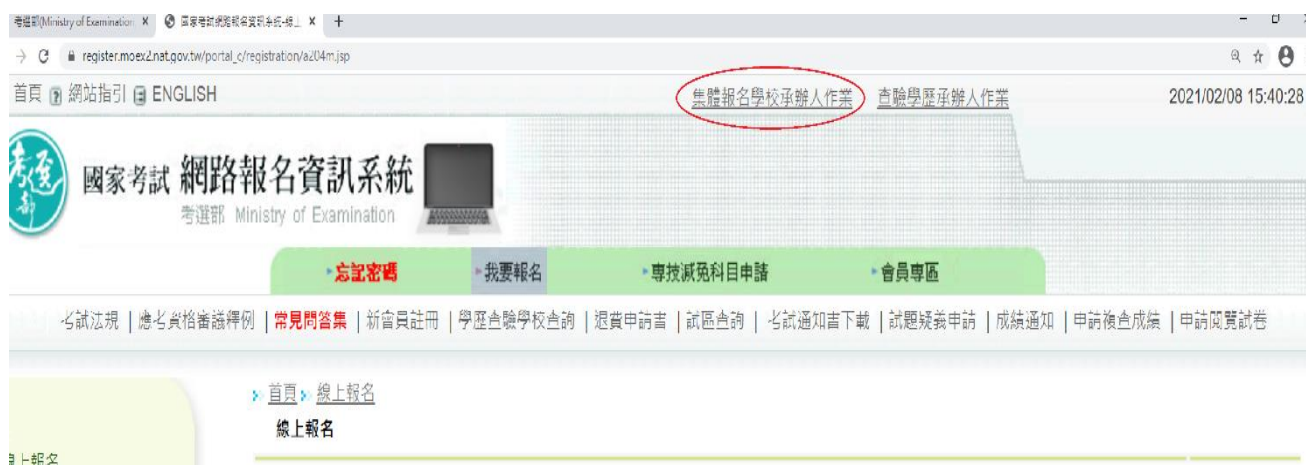 考選部(Ministry of Examination × 國家考試網路報名資訊系統-線上 × +
register.moex2.nat.gov.tw/portal_c/registration/a204m.jsp
首頁 網站指引 ENGLISH 集體報名學校承辦人作業 查驗學歷承辦人作業 2021/02/08 15:40:28
考選部 國家考試 網路報名資訊系統
考選部 Ministry of Examination
忘記密碼 我要報名 專技減免科目申請 會員專區
考試法規 | 應考資格審議釋例 | 常見問答集 | 新會員註冊 | 學歷查驗學校查詢 | 退費申請書 | 試區查詢 | 考試通知書下載 | 試題疑義申請 | 成績通知 | 申請複查成績 | 申請閱覽試卷
首頁 線上報名
線上報名
線上報名